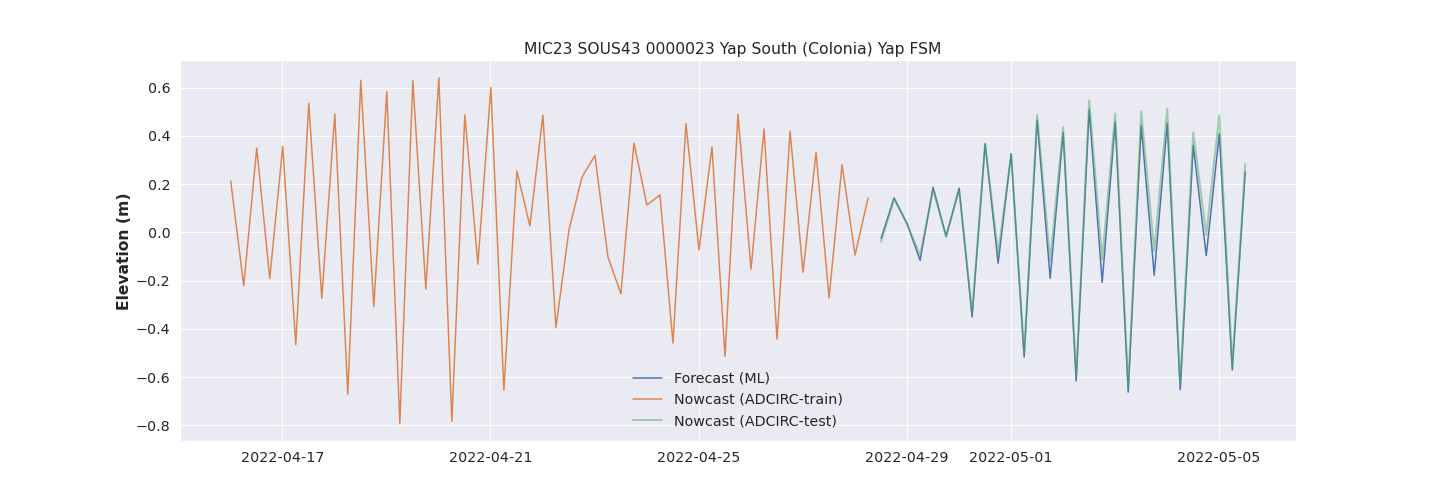 MIC23 SOUS43 0000023 Yap South (Colonia) Yap FSM
Elevation (m)
0.6
0.4
0.2
0.0
−0.2
−0.4
−0.6
−0.8
Forecast (ML)
Nowcast (ADCIRC-train)
Nowcast (ADCIRC-test)
2022-04-17 2022-04-21 2022-04-25 2022-04-29 2022-05-01 2022-05-05